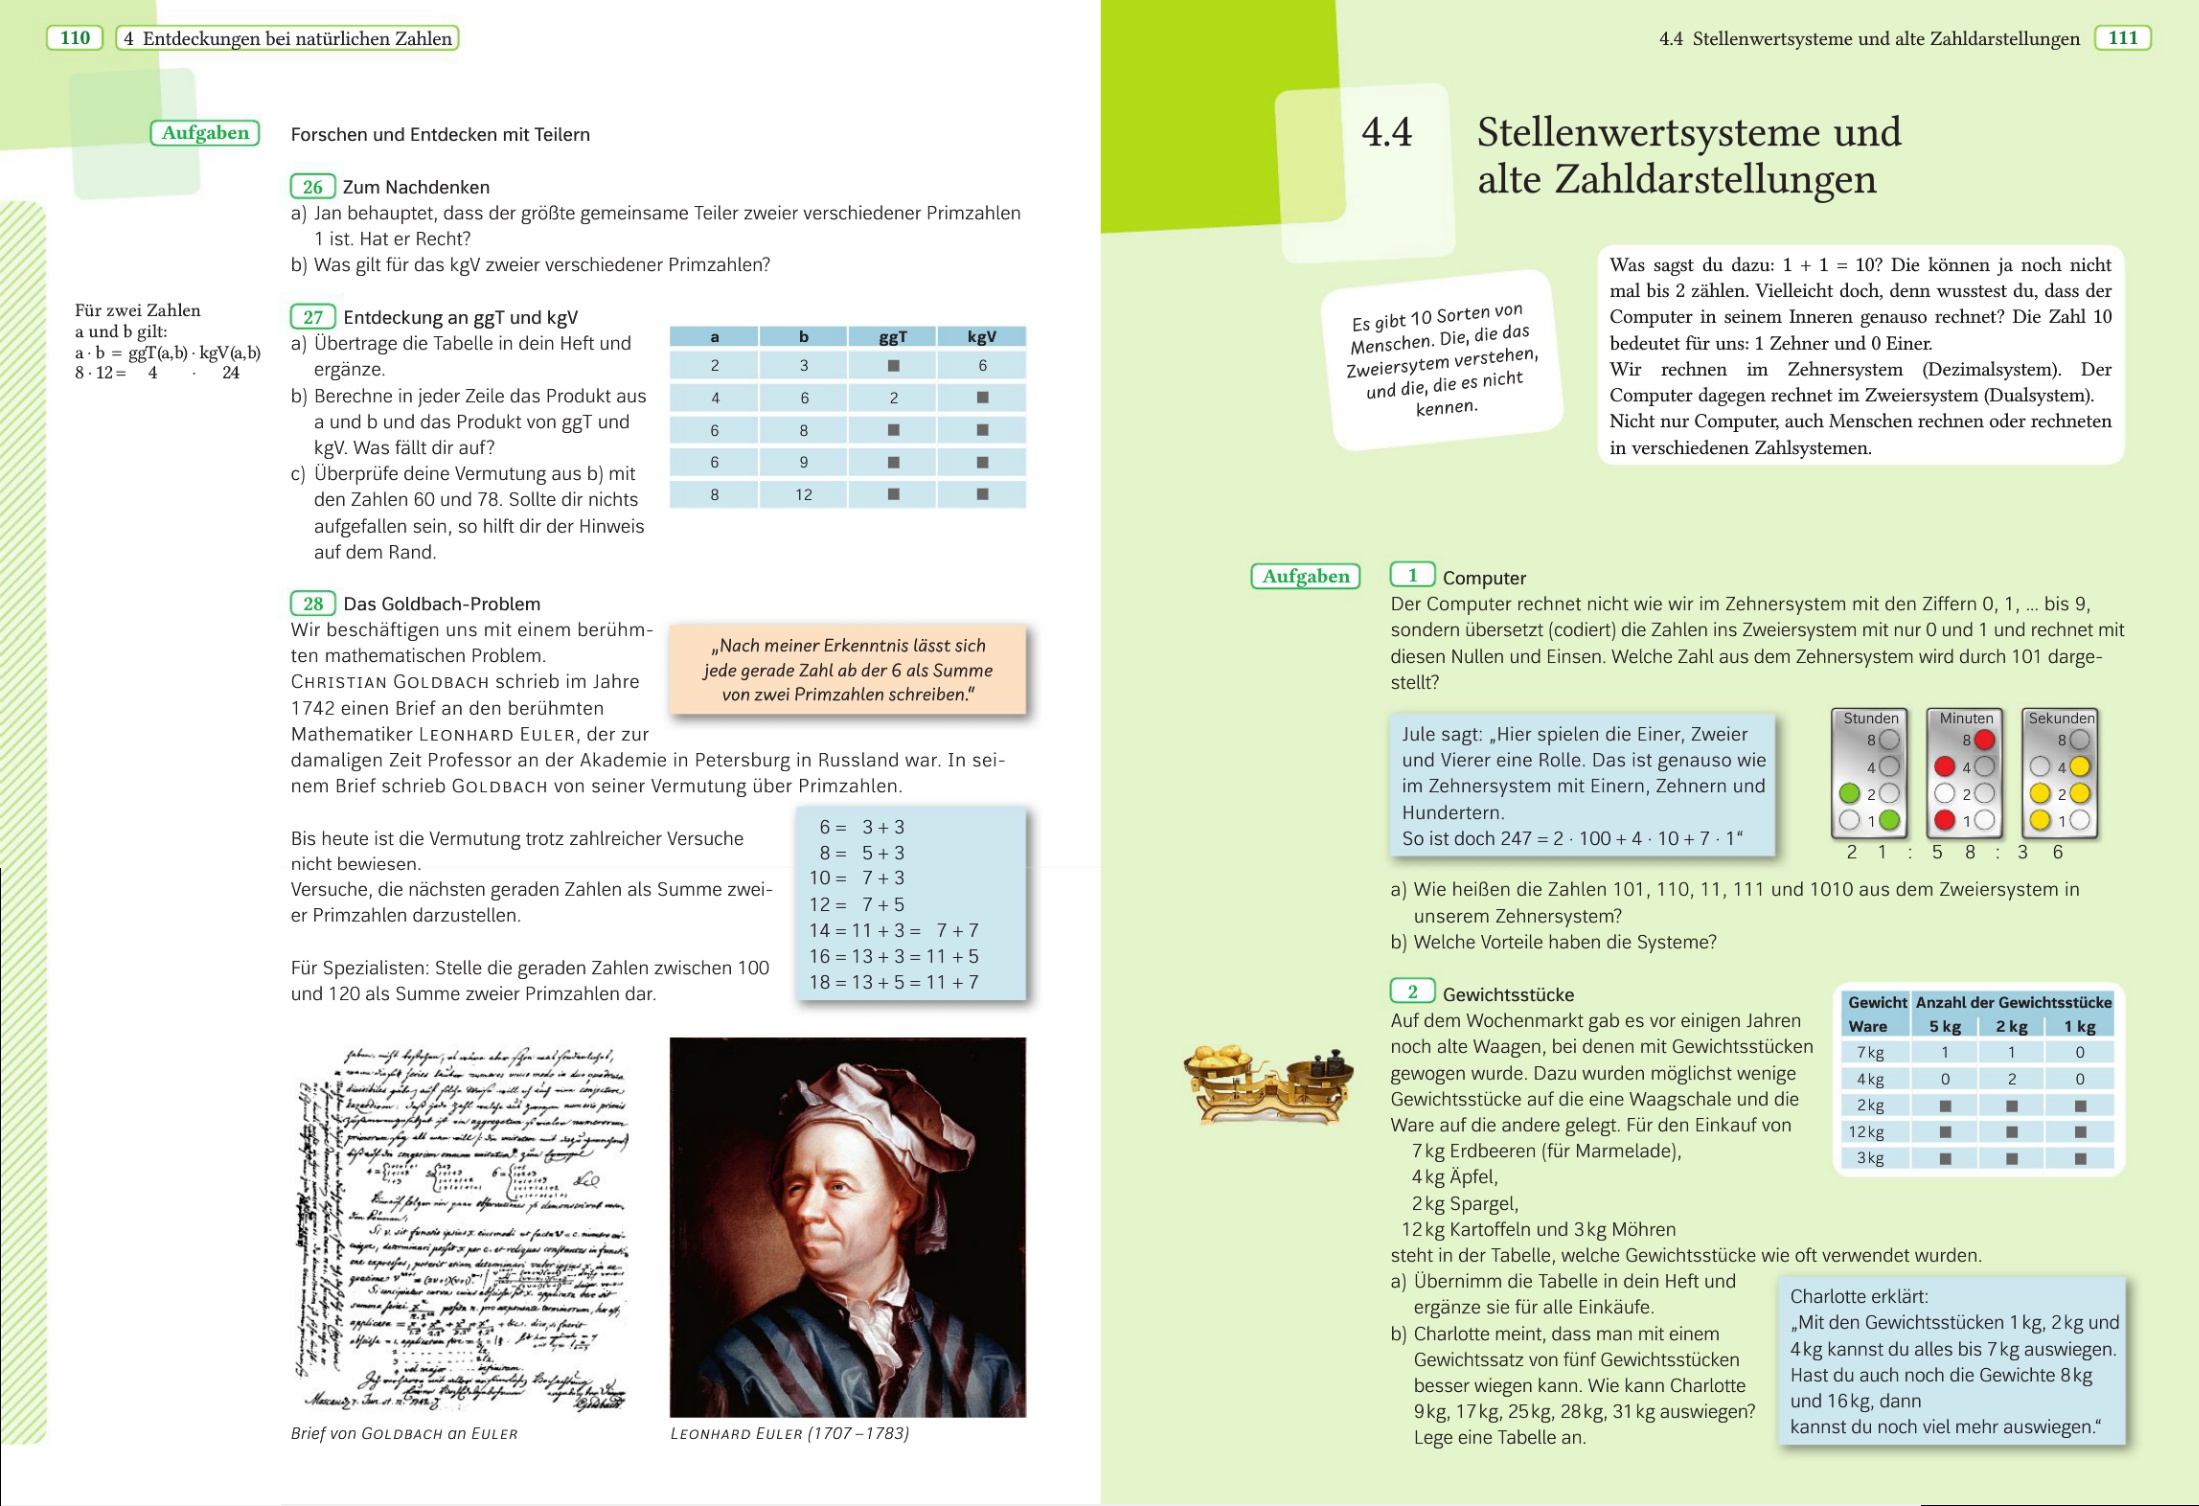 110 4 Entdeckungen bei natürlichen Zahlen
Aufgaben
Forschen und Entdecken mit Teilern
26 Zum Nachdenken
a) Jan behauptet, dass der größte gemeinsame Teiler zweier verschiedener Primzahlen
1 ist. Hat er Recht?
b) Was gilt für das kgV zweier verschiedener Primzahlen?
Für zwei Zahlen
a und b gilt:
a · b = ggT(a,b) · kgV(a,b)
8 · 12 = 4 · 24
27 Entdeckung an ggT und kgV
a) Übertrage die Tabelle in dein Heft und
ergänze.
b) Berechne in jeder Zeile das Produkt aus
a und b und das Produkt von ggT und
kgV. Was fällt dir auf?
c) Überprüfe deine Vermutung aus b) mit
den Zahlen 60 und 78. Sollte dir nichts
aufgefallen sein, so hilft dir der Hinweis
auf dem Rand.
a b ggT kgV
2 3 ■ 6
4 6 2 ■
6 8 ■ ■
6 9 ■ ■
8 12 ■ ■
28 Das Goldbach-Problem
Wir beschäftigen uns mit einem berühm-
ten mathematischen Problem.
CHRISTIAN GOLDBACH schrieb im Jahre
1742 einen Brief an den berühmten
Mathematiker LEONHARD EULER, der zur
damaligen Zeit Professor an der Akademie in Petersburg in Russland war. In sei-
nem Brief schrieb GOLDBACH von seiner Vermutung über Primzahlen.
„Nach meiner Erkenntnis lässt sich
jede gerade Zahl ab der 6 als Summe
von zwei Primzahlen schreiben.“
Bis heute ist die Vermutung trotz zahlreicher Versuche
nicht bewiesen.
Versuche, die nächsten geraden Zahlen als Summe zwei-
er Primzahlen darzustellen.
Für Spezialisten: Stelle die geraden Zahlen zwischen 100
und 120 als Summe zweier Primzahlen dar.
6 = 3 + 3
8 = 5 + 3
10 = 7 + 3
12 = 7 + 5
14 = 11 + 3 = 7 + 7
16 = 13 + 3 = 11 + 5
18 = 13 + 5 = 11 + 7
Brief von GOLDBACH an EULER
LEONHARD EULER (1707 – 1783)
4.4 Stellenwertsysteme und alte Zahldarstellungen 111
4.4 Stellenwertsysteme und
alte Zahldarstellungen
Es gibt 10 Sorten von
Menschen. Die, die das
Zweiersytem verstehen,
und die, die es nicht
kennen.
Was sagst du dazu: 1 + 1 = 10? Die können ja noch nicht
mal bis 2 zählen. Vielleicht doch, denn wusstest du, dass der
Computer in seinem Inneren genauso rechnet? Die Zahl 10
bedeutet für uns: 1 Zehner und 0 Einer.
Wir rechnen im Zehnersystem (Dezimalsystem). Der
Computer dagegen rechnet im Zweiersystem (Dualsystem).
Nicht nur Computer, auch Menschen rechnen oder rechneten
in verschiedenen Zahlsystemen.
Aufgaben
1 Computer
Der Computer rechnet nicht wie wir im Zehnersystem mit den Ziffern 0, 1, ... bis 9,
sondern übersetzt (codiert) die Zahlen ins Zweiersystem mit nur 0 und 1 und rechnet mit
diesen Nullen und Einsen. Welche Zahl aus dem Zehnersystem wird durch 101 darge-
stellt?
Jule sagt: „Hier spielen die Einer, Zweier
und Vierer eine Rolle. Das ist genauso wie
im Zehnersystem mit Einern, Zehnern und
Hundertern.
So ist doch 247 = 2 · 100 + 4 · 10 + 7 · 1“
Stunden Minuten Sekunden
8 8 8
4 4 4
2 2 2
1 1 1
2 1 : 5 8 : 3 6
a) Wie heißen die Zahlen 101, 110, 11, 111 und 1010 aus dem Zweiersystem in
unserem Zehnersystem?
b) Welche Vorteile haben die Systeme?
2 Gewichtsstücke
Auf dem Wochenmarkt gab es vor einigen Jahren
noch alte Waagen, bei denen mit Gewichtsstücken
gewogen wurde. Dazu wurden möglichst wenige
Gewichtsstücke auf die eine Waagschale und die
Ware auf die andere gelegt. Für den Einkauf von
7 kg Erdbeeren (für Marmelade),
4 kg Äpfel,
2 kg Spargel,
12 kg Kartoffeln und 3 kg Möhren
steht in der Tabelle, welche Gewichtsstücke wie oft verwendet wurden.
Gewicht Anzahl der Gewichtsstücke
Ware 5 kg 2 kg 1 kg
7 kg 1 1 0
4 kg 0 2 0
2 kg ■ ■ ■
12 kg ■ ■ ■
3 kg ■ ■ ■
a) Übernimm die Tabelle in dein Heft und
ergänze sie für alle Einkäufe.
b) Charlotte meint, dass man mit einem
Gewichtssatz von fünf Gewichtsstücken
besser wiegen kann. Wie kann Charlotte
9 kg, 17 kg, 25 kg, 28 kg, 31 kg auswiegen?
Lege eine Tabelle an.
Charlotte erklärt:
„Mit den Gewichtsstücken 1 kg, 2 kg und
4 kg kannst du alles bis 7 kg auswiegen.
Hast du auch noch die Gewichte 8 kg
und 16 kg, dann
kannst du noch viel mehr auswiegen.“